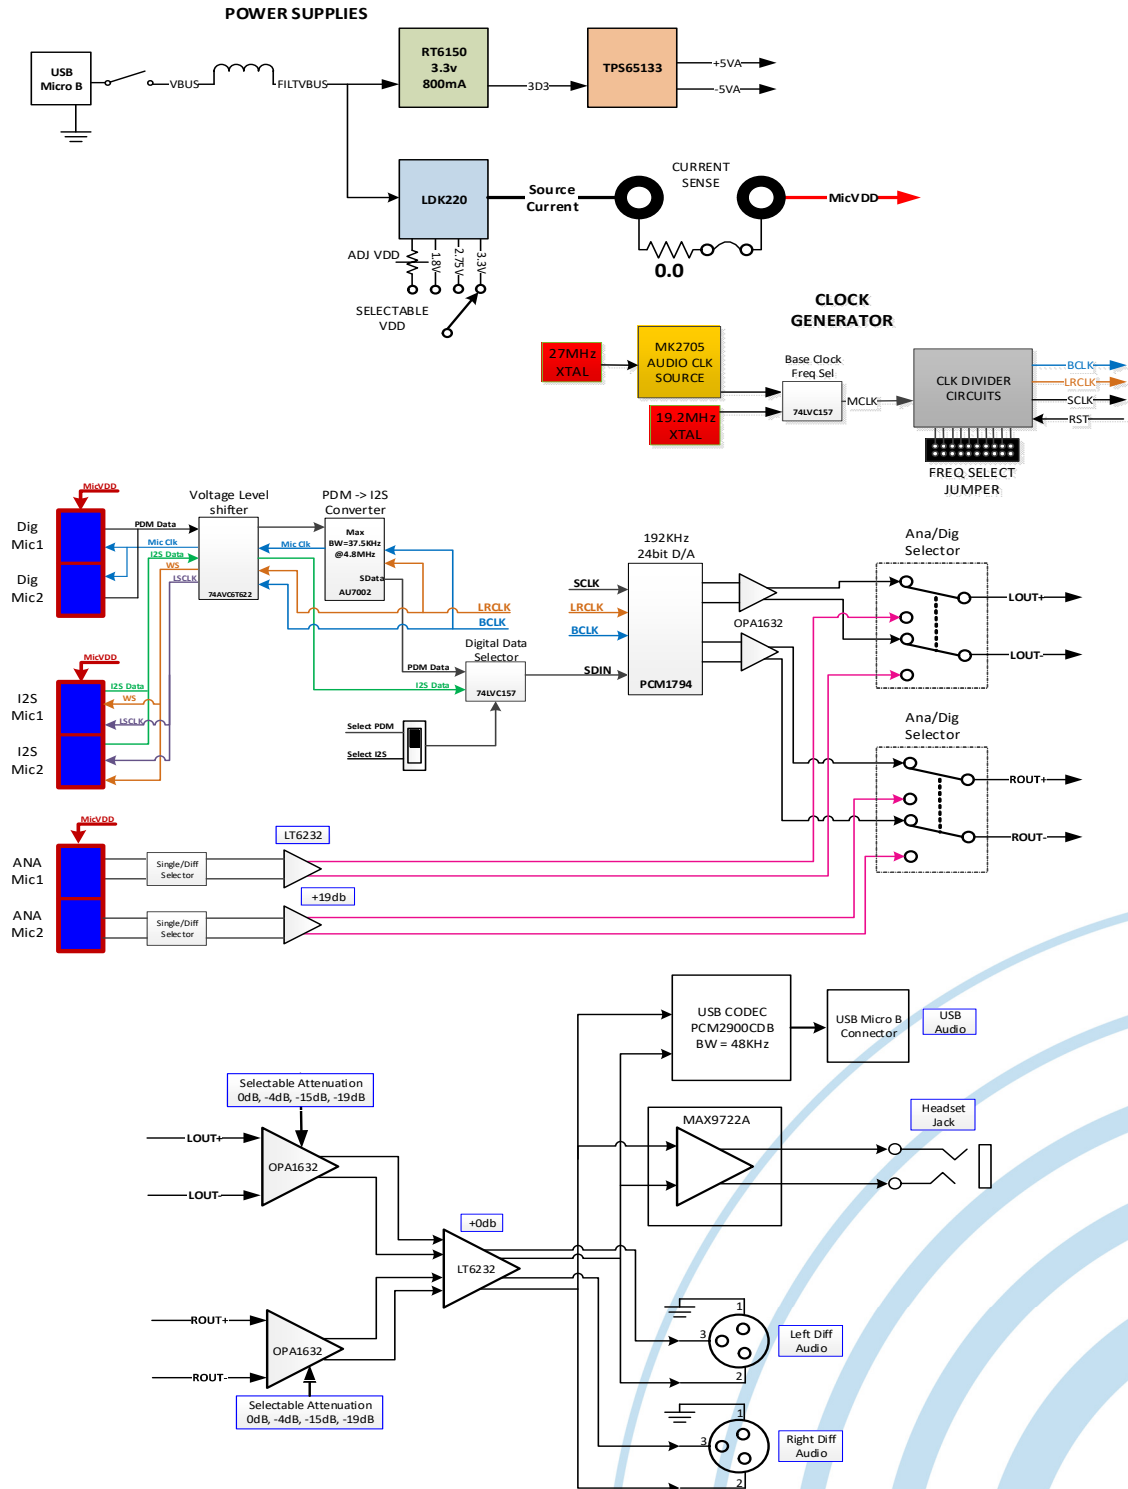 POWER SUPPLIES
USB
Micro B
VBUS
FILTVBUS
RT6150
3.3v
800mA
3D3
TPS65133
+5VA
-5VA
LDK220
Source
Current
CURRENT
SENSE
MicVDD
0.0
ADJ VDD
1.8V
2.75V
3.3V
SELECTABLE
VDD
CLOCK
GENERATOR
27MHz
XTAL
MK2705
AUDIO CLK
SOURCE
19.2MHz
XTAL
Base Clock
Freq Sel
74LVC157
MCLK
CLK DIVIDER
CIRCUITS
BCLK
LRCLK
SCLK
RST
FREQ SELECT
JUMPER
MicVDD
Dig
Mic1
Dig
Mic2
PDM Data
Mic Clk
I2S Data
WS
LSCLK
Voltage Level
shifter
74AVC6T622
PDM -> I2S
Converter
Max
BW=37.5KHz
@4.8MHz
SData
AU7002
Mic Clk
LRCLK
BCLK
Digital Data
Selector
PDM Data
I2S Data
74LVC157
Select PDM
Select I2S
MicVDD
I2S
Mic1
I2S
Mic2
I2S Data
WS
LSCLK
192KHz
24bit D/A
SCLK
LRCLK
BCLK
SDIN
PCM1794
OPA1632
Ana/Dig
Selector
LOUT+
LOUT-
Ana/Dig
Selector
ROUT+
ROUT-
MicVDD
ANA
Mic1
ANA
Mic2
Single/Diff
Selector
Single/Diff
Selector
LT6232
+19db
USB CODEC
PCM2900CDB
BW = 48KHz
USB Micro B
Connector
USB
Audio
Selectable Attenuation
0dB, -4dB, -15dB, -19dB
LOUT+
LOUT-
OPA1632
MAX9722A
Headset
Jack
+0db
LT6232
ROUT+
ROUT-
OPA1632
Selectable Attenuation
0dB, -4dB, -15dB, -19dB
1
3
2
Left Diff
Audio
1
3
2
Right Diff
Audio